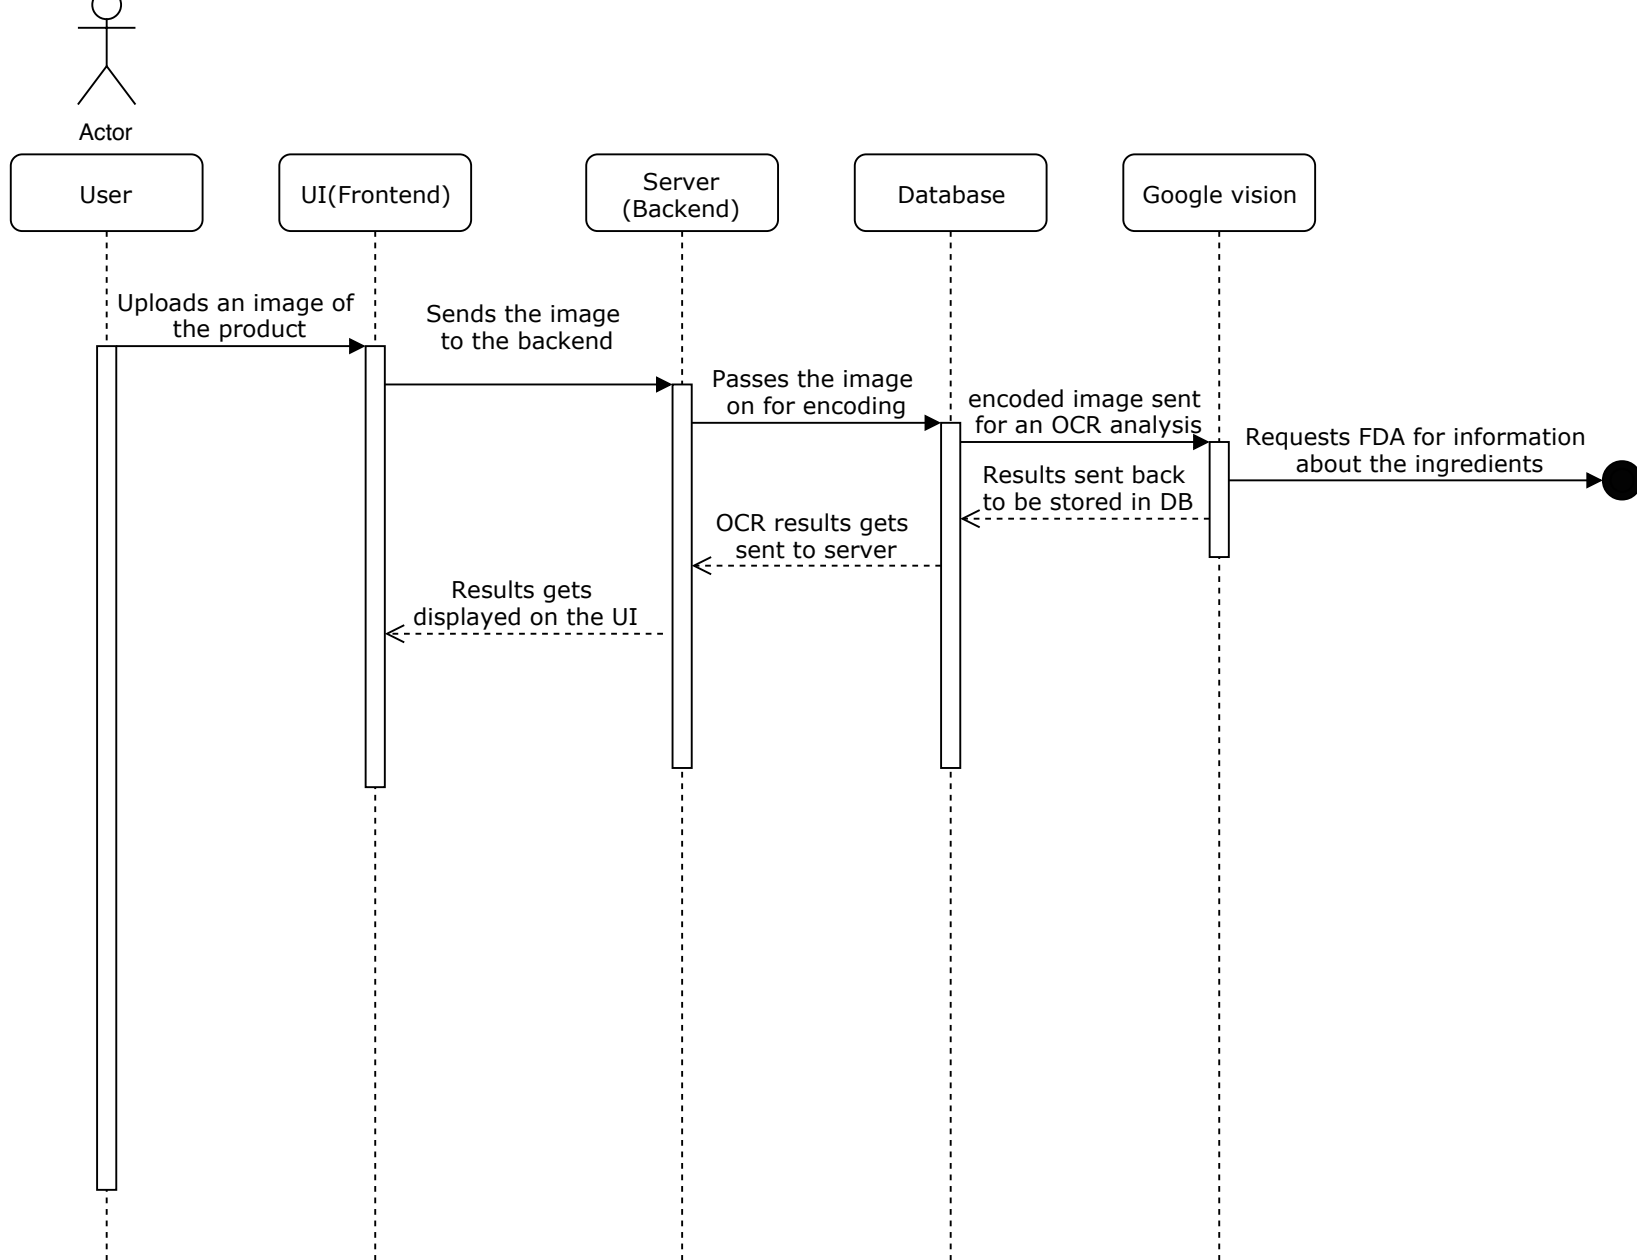 Actor
User
UI(Frontend)
Server
(Backend)
Database
Google vision
Uploads an image of
the product
Sends the image
to the backend
Passes the image
on for encoding
encoded image sent
for an OCR analysis
Requests FDA for information
about the ingredients
Results sent back
to be stored in DB
OCR results gets
sent to server
Results gets
displayed on the UI